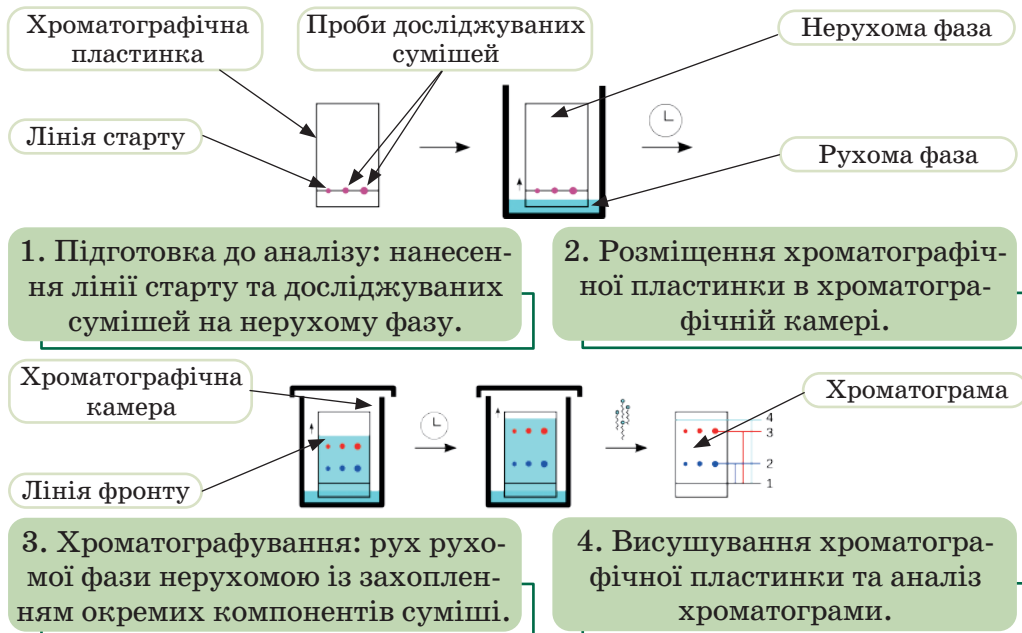 Хроматографічна
пластинка
Проби досліджуваних
сумішей
Нерухома фаза
Лінія старту
Рухома фаза
1. Підготовка до аналізу: нанесен-
ня лінії старту та досліджуваних
сумішей на нерухому фазу.
2. Розміщення хроматографіч-
ної пластинки в хроматогра-
фічній камері.
Хроматографічна
камера
Хроматограма
4
3
2
1
Лінія фронту
3. Хроматографування: рух рухо-
мої фази нерухомою із захоплен-
ням окремих компонентів суміші.
4. Висушування хроматогра-
фічної пластинки та аналіз
хроматограми.